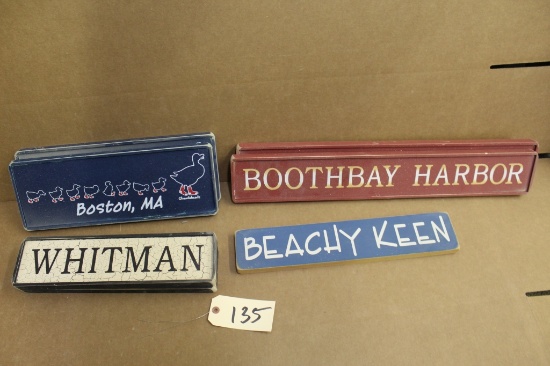 Boston, MA
BOOTHBAY HARBOR
WHITMAN
BEACHY KEEN!
135